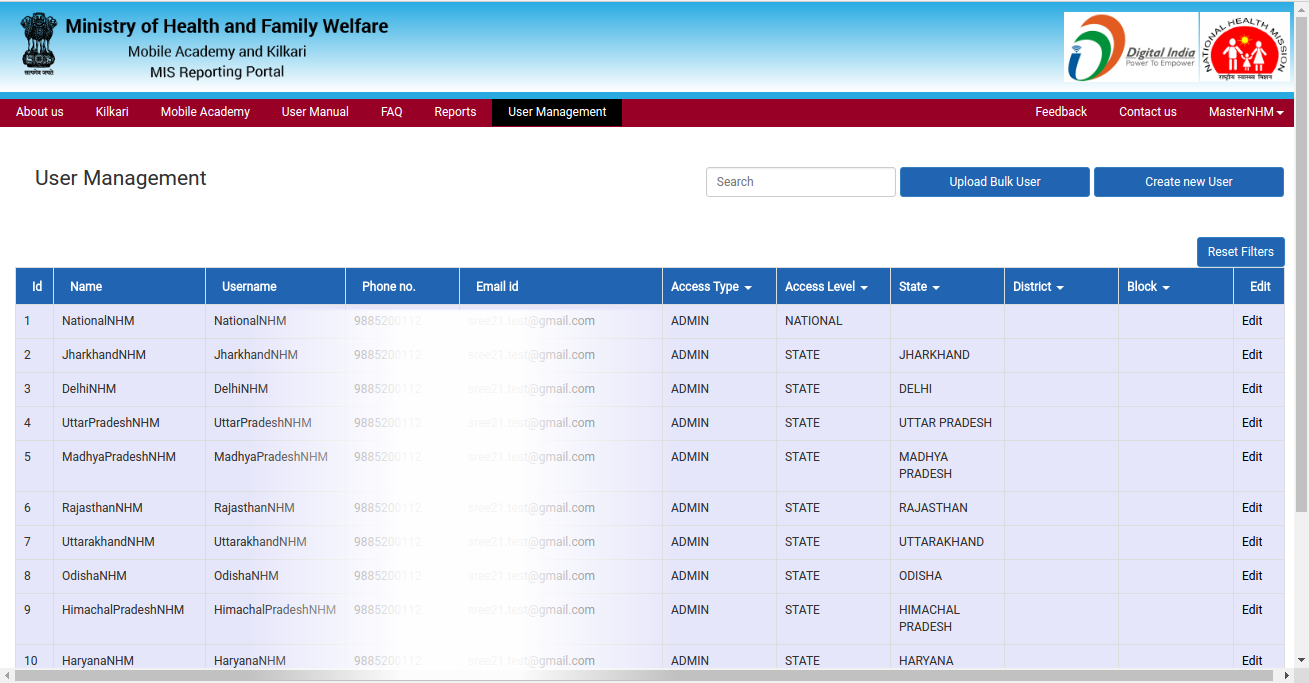 Ministry of Health and Family Welfare
Mobile Academy and Kilkari
MIS Reporting Portal
सत्यमेव जयते
Digital India
Power To Empower
NATIONAL HEALTH MISSION
राष्ट्रीय स्वास्थ्य मिशन
About us Kilkari Mobile Academy User Manual FAQ Reports User Management Feedback Contact us MasterNHM
User Management
Search Upload Bulk User Create new User
Reset Filters
Id Name Username Phone no. Email id Access Type Access Level State District Block Edit
1 NationalNHM NationalNHM 9885200112 sree21.test@gmail.com ADMIN NATIONAL Edit
2 JharkhandNHM JharkhandNHM 9885200112 sree21.test@gmail.com ADMIN STATE JHARKHAND Edit
3 DelhiNHM DelhiNHM 9885200112 sree21.test@gmail.com ADMIN STATE DELHI Edit
4 UttarPradeshNHM UttarPradeshNHM 9885200112 sree21.test@gmail.com ADMIN STATE UTTAR PRADESH Edit
5 MadhyaPradeshNHM MadhyaPradeshNHM 9885200112 sree21.test@gmail.com ADMIN STATE MADHYA Edit
PRADESH
6 RajasthanNHM RajasthanNHM 9885200112 sree21.test@gmail.com ADMIN STATE RAJASTHAN Edit
7 UttarakhandNHM UttarakhandNHM 9885200112 sree21.test@gmail.com ADMIN STATE UTTARAKHAND Edit
8 OdishaNHM OdishaNHM 9885200112 sree21.test@gmail.com ADMIN STATE ODISHA Edit
9 HimachalPradeshNHM HimachalPradeshNHM 9885200112 sree21.test@gmail.com ADMIN STATE HIMACHAL Edit
PRADESH
10 HaryanaNHM HaryanaNHM 9885200112 sree21.test@gmail.com ADMIN STATE HARYANA Edit